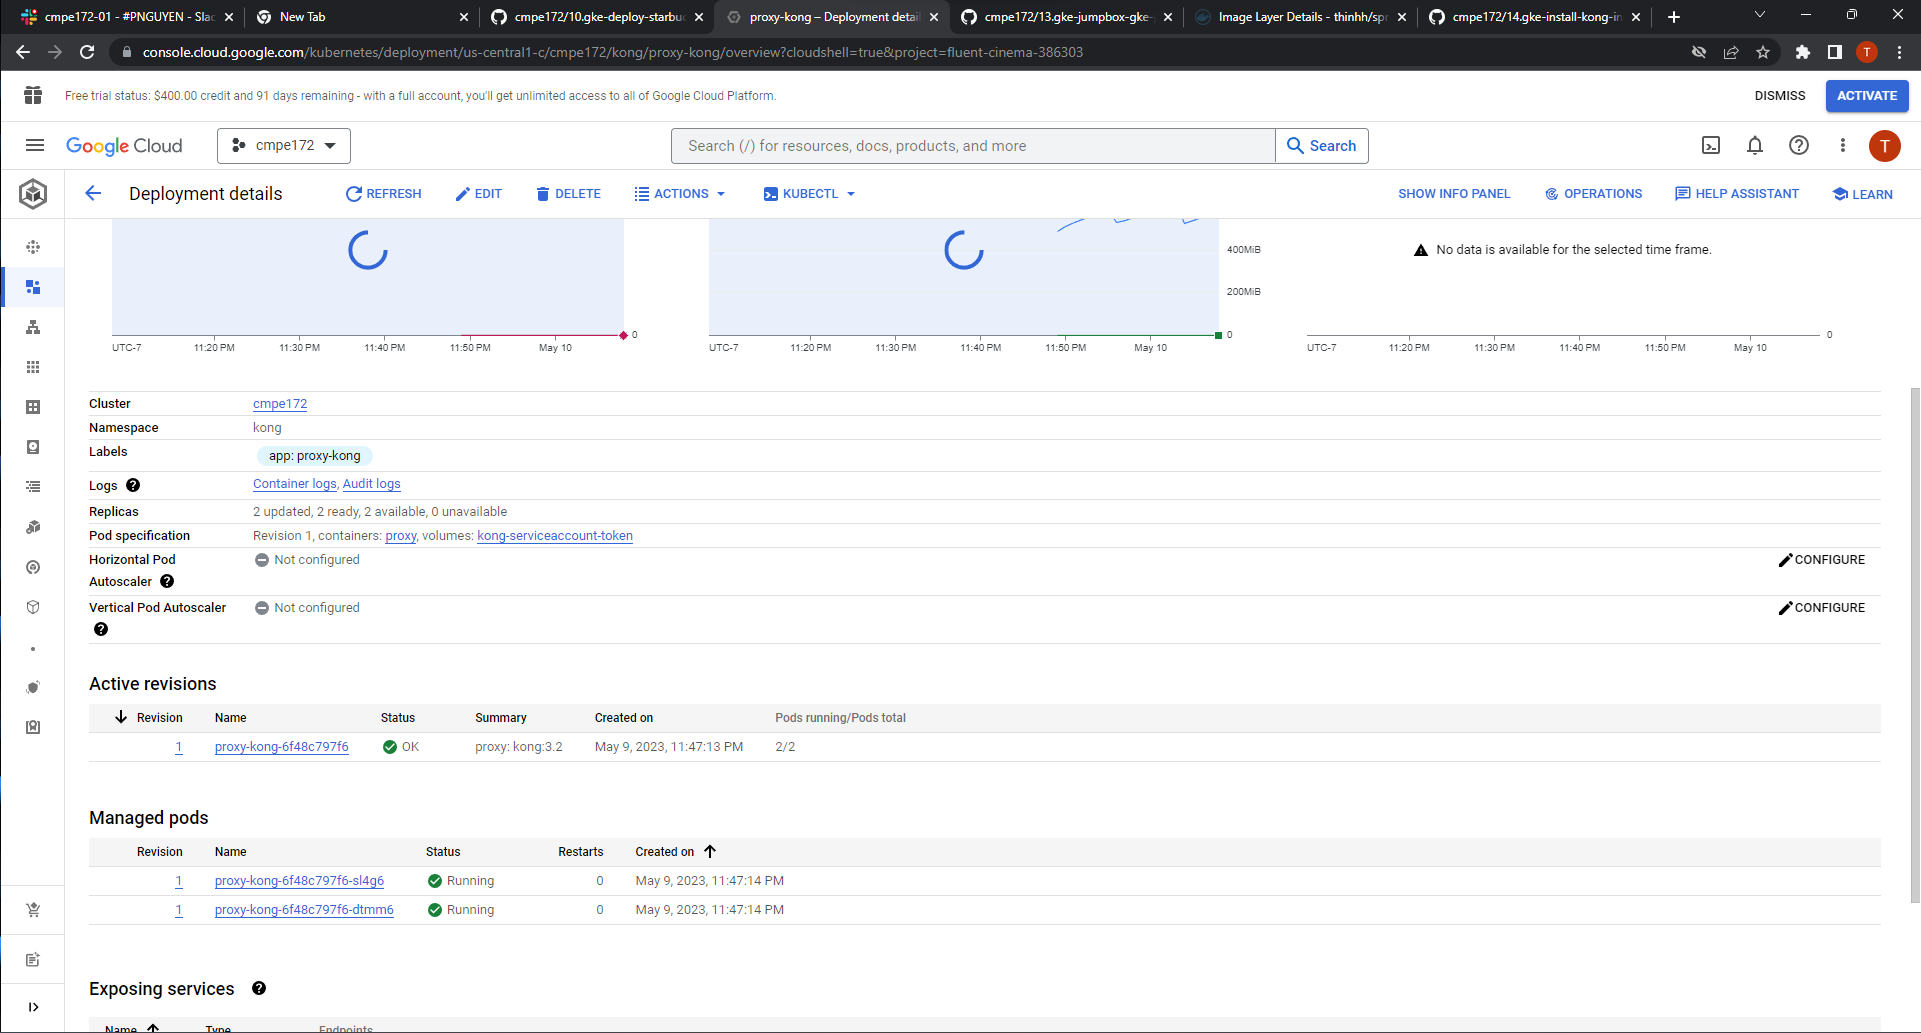 cmpe172-01 - #PNGUYEN - Slac
New Tab
cmpe172/10.gke-deploy-starbuc
proxy-kong – Deployment detail
cmpe172/13.gke-jumpbox-gke-
Image Layer Details - thinhh/spr
cmpe172/14.gke-install-kong-in
console.cloud.google.com/kubernetes/deployment/us-central1-c/cmpe172/kong/proxy-kong/overview?cloudshell=true&project=fluent-cinema-386303
T
Free trial status: $400.00 credit and 91 days remaining - with a full account, you'll get unlimited access to all of Google Cloud Platform.
DISMISS
ACTIVATE
Google Cloud
cmpe172
Search (/) for resources, docs, products, and more
Search
T
Deployment details
REFRESH
EDIT
DELETE
ACTIONS
KUBECTL
SHOW INFO PANEL
OPERATIONS
HELP ASSISTANT
LEARN
0
UTC-7 11:20 PM 11:30 PM 11:40 PM 11:50 PM May 10
400MiB
200MiB
0
UTC-7 11:20 PM 11:30 PM 11:40 PM 11:50 PM May 10
No data is available for the selected time frame.
0
UTC-7 11:20 PM 11:30 PM 11:40 PM 11:50 PM May 10
Cluster cmpe172
Namespace kong
Labels app: proxy-kong
Logs Container logs, Audit logs
Replicas 2 updated, 2 ready, 2 available, 0 unavailable
Pod specification Revision 1, containers: proxy, volumes: kong-serviceaccount-token
Horizontal Pod Autoscaler Not configured CONFIGURE
Vertical Pod Autoscaler Not configured CONFIGURE
Active revisions
Revision Name Status Summary Created on Pods running/Pods total
1 proxy-kong-6f48c797f6 OK proxy: kong:3.2 May 9, 2023, 11:47:13 PM 2/2
Managed pods
Revision Name Status Restarts Created on
1 proxy-kong-6f48c797f6-sl4g6 Running 0 May 9, 2023, 11:47:14 PM
1 proxy-kong-6f48c797f6-dtmm6 Running 0 May 9, 2023, 11:47:14 PM
Exposing services
Name Type Endpoints